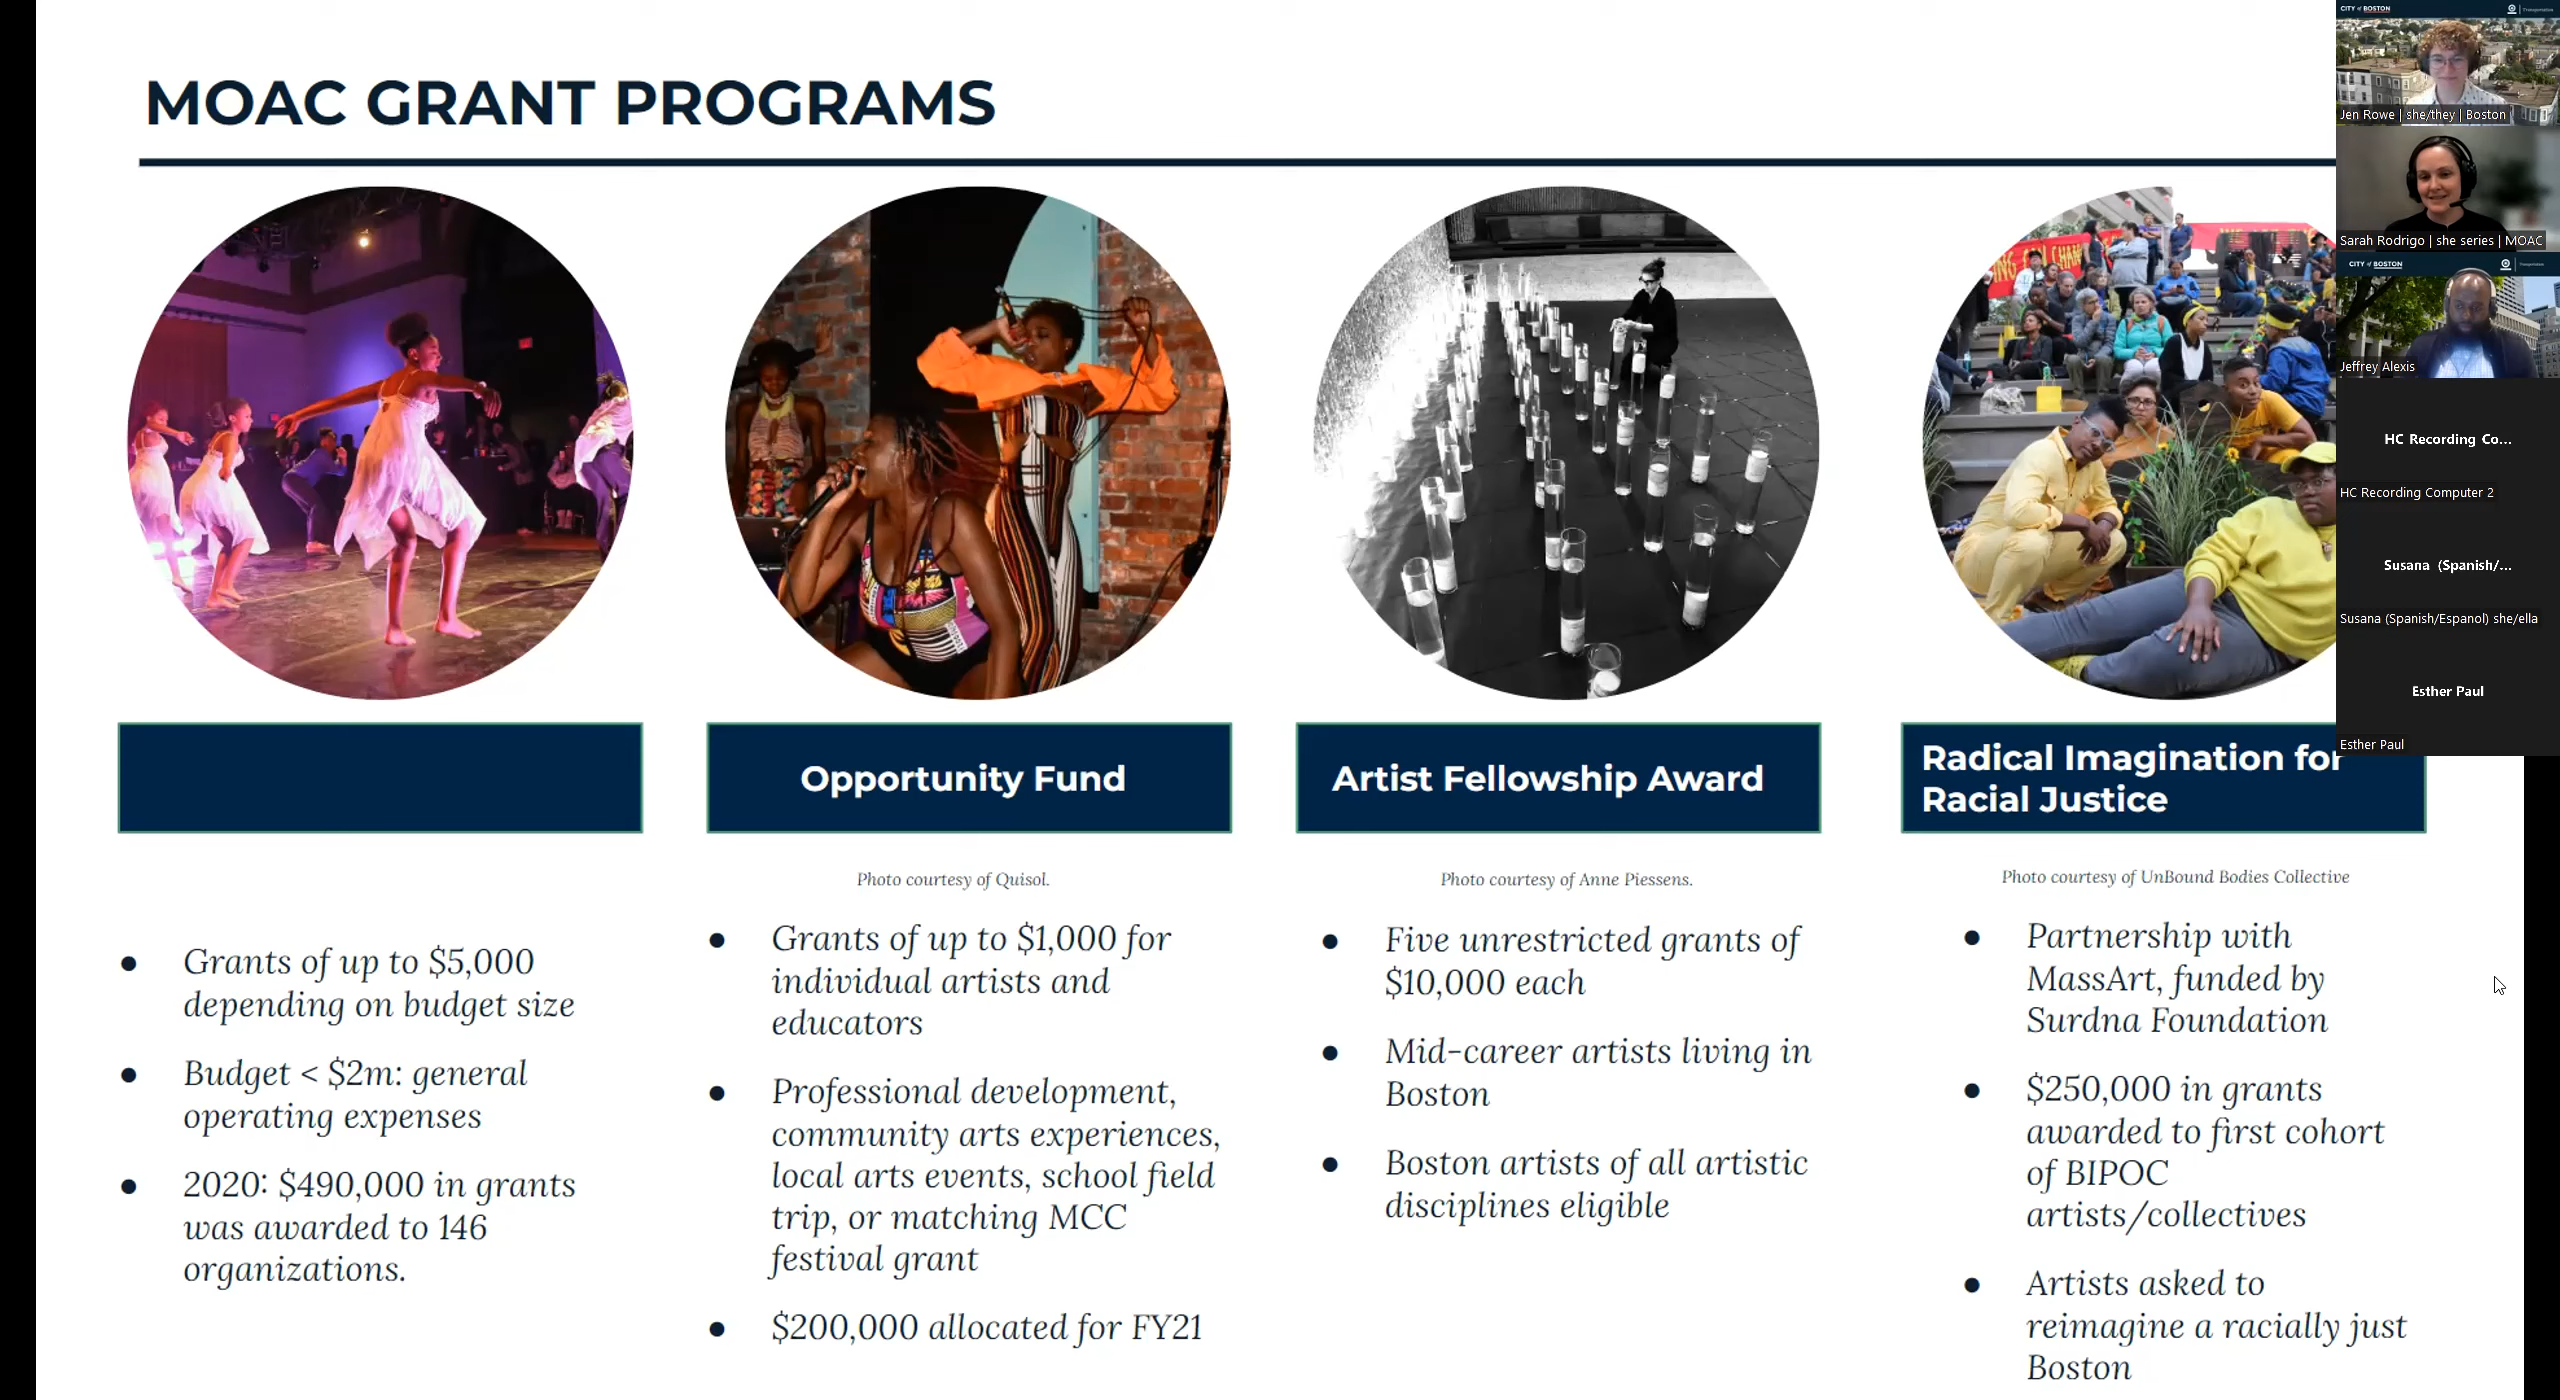 MOAC GRANT PROGRAMS
Opportunity Fund
Artist Fellowship Award
Radical Imagination for
Racial Justice
Photo courtesy of Quisol.
Photo courtesy of Anne Piessens.
Photo courtesy of UnBound Bodies Collective
● Grants of up to $5,000
depending on budget size
● Budget < $2m: general
operating expenses
● 2020: $490,000 in grants
was awarded to 146
organizations.
● Grants of up to $1,000 for
individual artists and
educators
● Professional development,
community arts experiences,
local arts events, school field
trip, or matching MCC
festival grant
● $200,000 allocated for FY21
● Five unrestricted grants of
$10,000 each
● Mid-career artists living in
Boston
● Boston artists of all artistic
disciplines eligible
● Partnership with
MassArt, funded by
Surdna Foundation
● $250,000 in grants
awarded to first cohort
of BIPOC
artists/collectives
● Artists asked to
reimagine a racially just
Boston
CITY of BOSTON
Transportation
Jen Rowe | she/they | Boston
Sarah Rodrigo | she series | MOAC
CITY of BOSTON
Transportation
Jeffrey Alexis
HC Recording Co...
HC Recording Computer 2
Susana (Spanish/...
Susana (Spanish/Espanol) she/ella
Esther Paul
Esther Paul